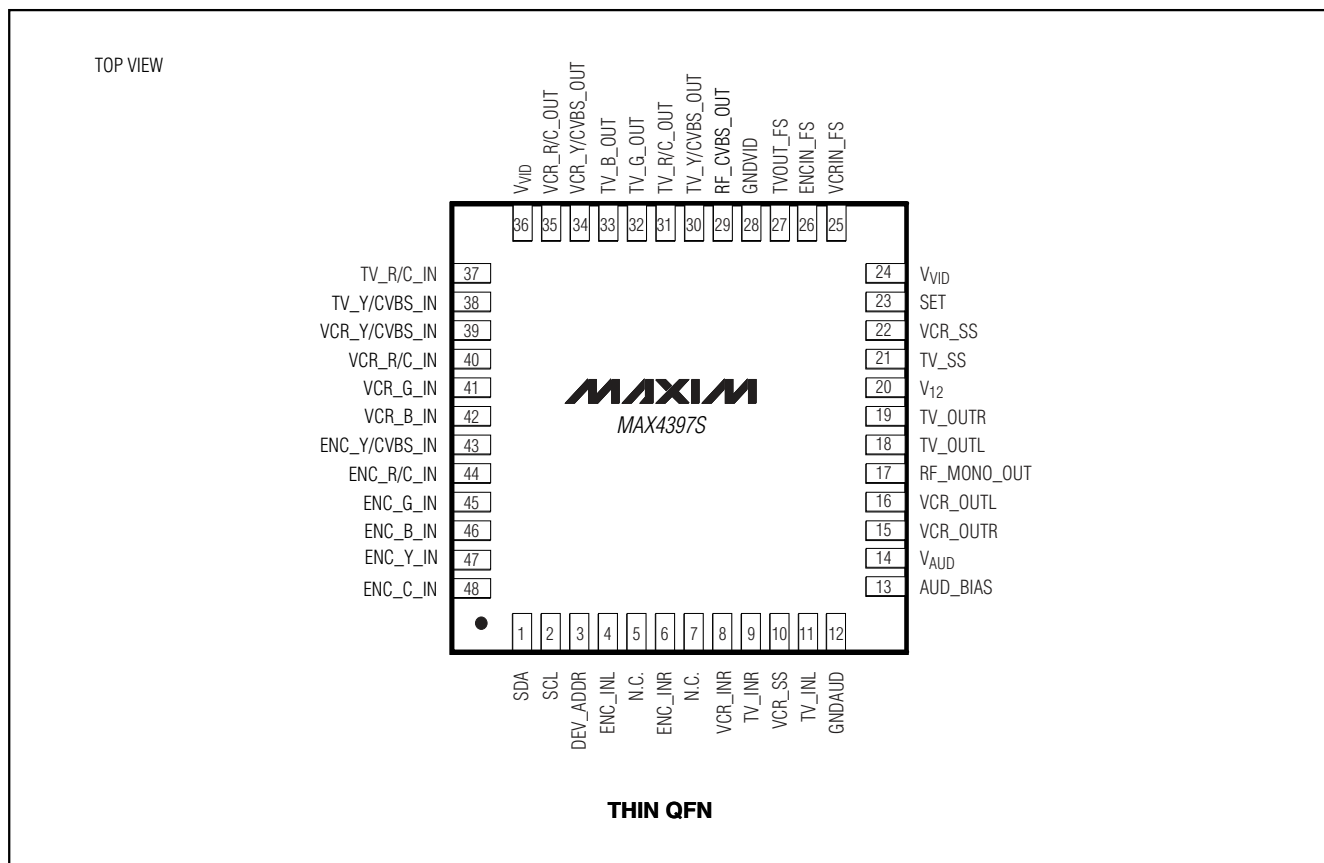 TOP VIEW
VVID
VCR_R/C_OUT
VCR_Y/CVBS_OUT
TV_B_OUT
TV_G_OUT
TV_R/C_OUT
TV_Y/CVBS_OUT
RF_CVBS_OUT
GNDVID
TVOUT_FS
ENCIN_FS
VCRIN_FS
36 35 34 33 32 31 30 29 28 27 26 25
TV_R/C_IN 37
TV_Y/CVBS_IN 38
VCR_Y/CVBS_IN 39
VCR_R/C_IN 40
VCR_G_IN 41
VCR_B_IN 42
ENC_Y/CVBS_IN 43
ENC_R/C_IN 44
ENC_G_IN 45
ENC_B_IN 46
ENC_Y_IN 47
ENC_C_IN 48
MAXIM
MAX4397S
24 VVID
23 SET
22 VCR_SS
21 TV_SS
20 V12
19 TV_OUTR
18 TV_OUTL
17 RF_MONO_OUT
16 VCR_OUTL
15 VCR_OUTR
14 VAUD
13 AUD_BIAS
1 2 3 4 5 6 7 8 9 10 11 12
SDA
SCL
DEV_ADDR
ENC_INL
N.C.
ENC_INR
N.C.
VCR_INR
TV_INR
VCR_SS
TV_INL
GNDAUD
THIN QFN